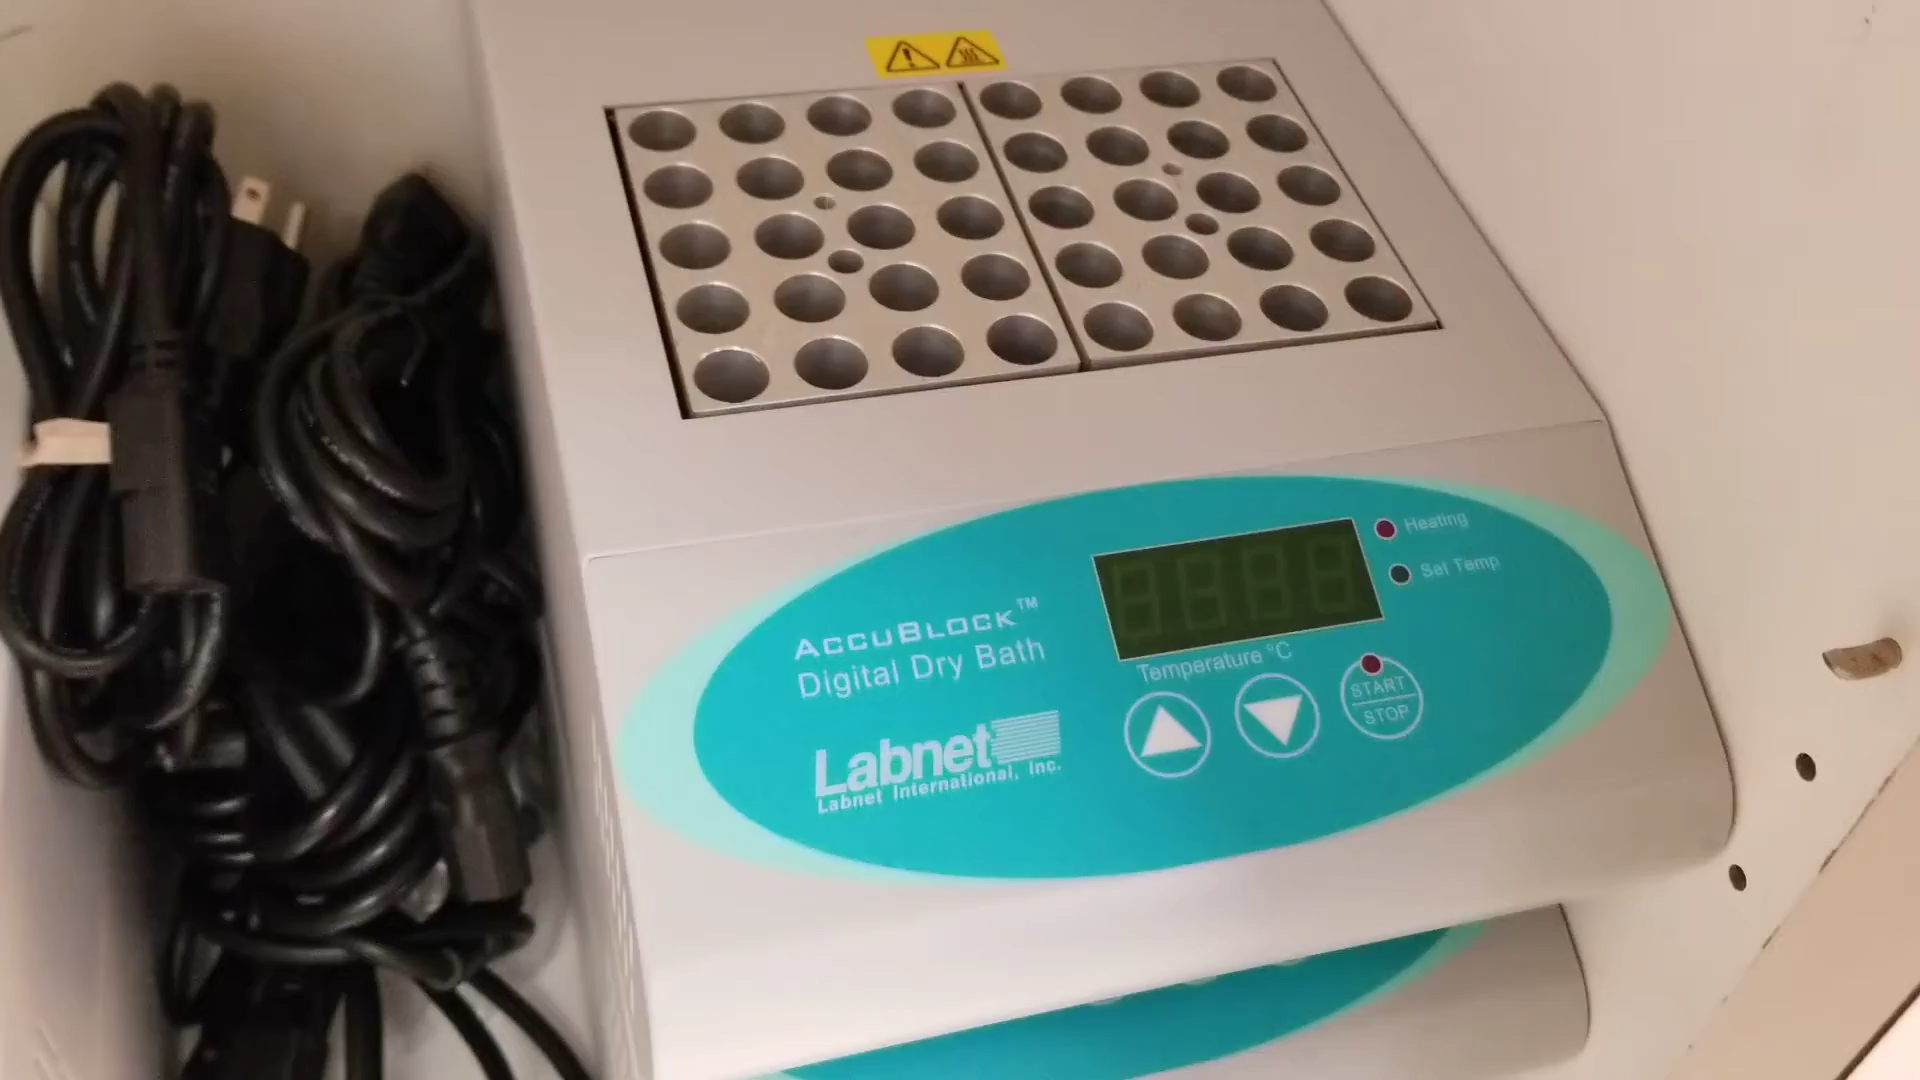 Heating
Set Temp
ACCUBLOCK™
Digital Dry Bath
Temperature °C
START
STOP
Labnet
Labnet International, Inc.